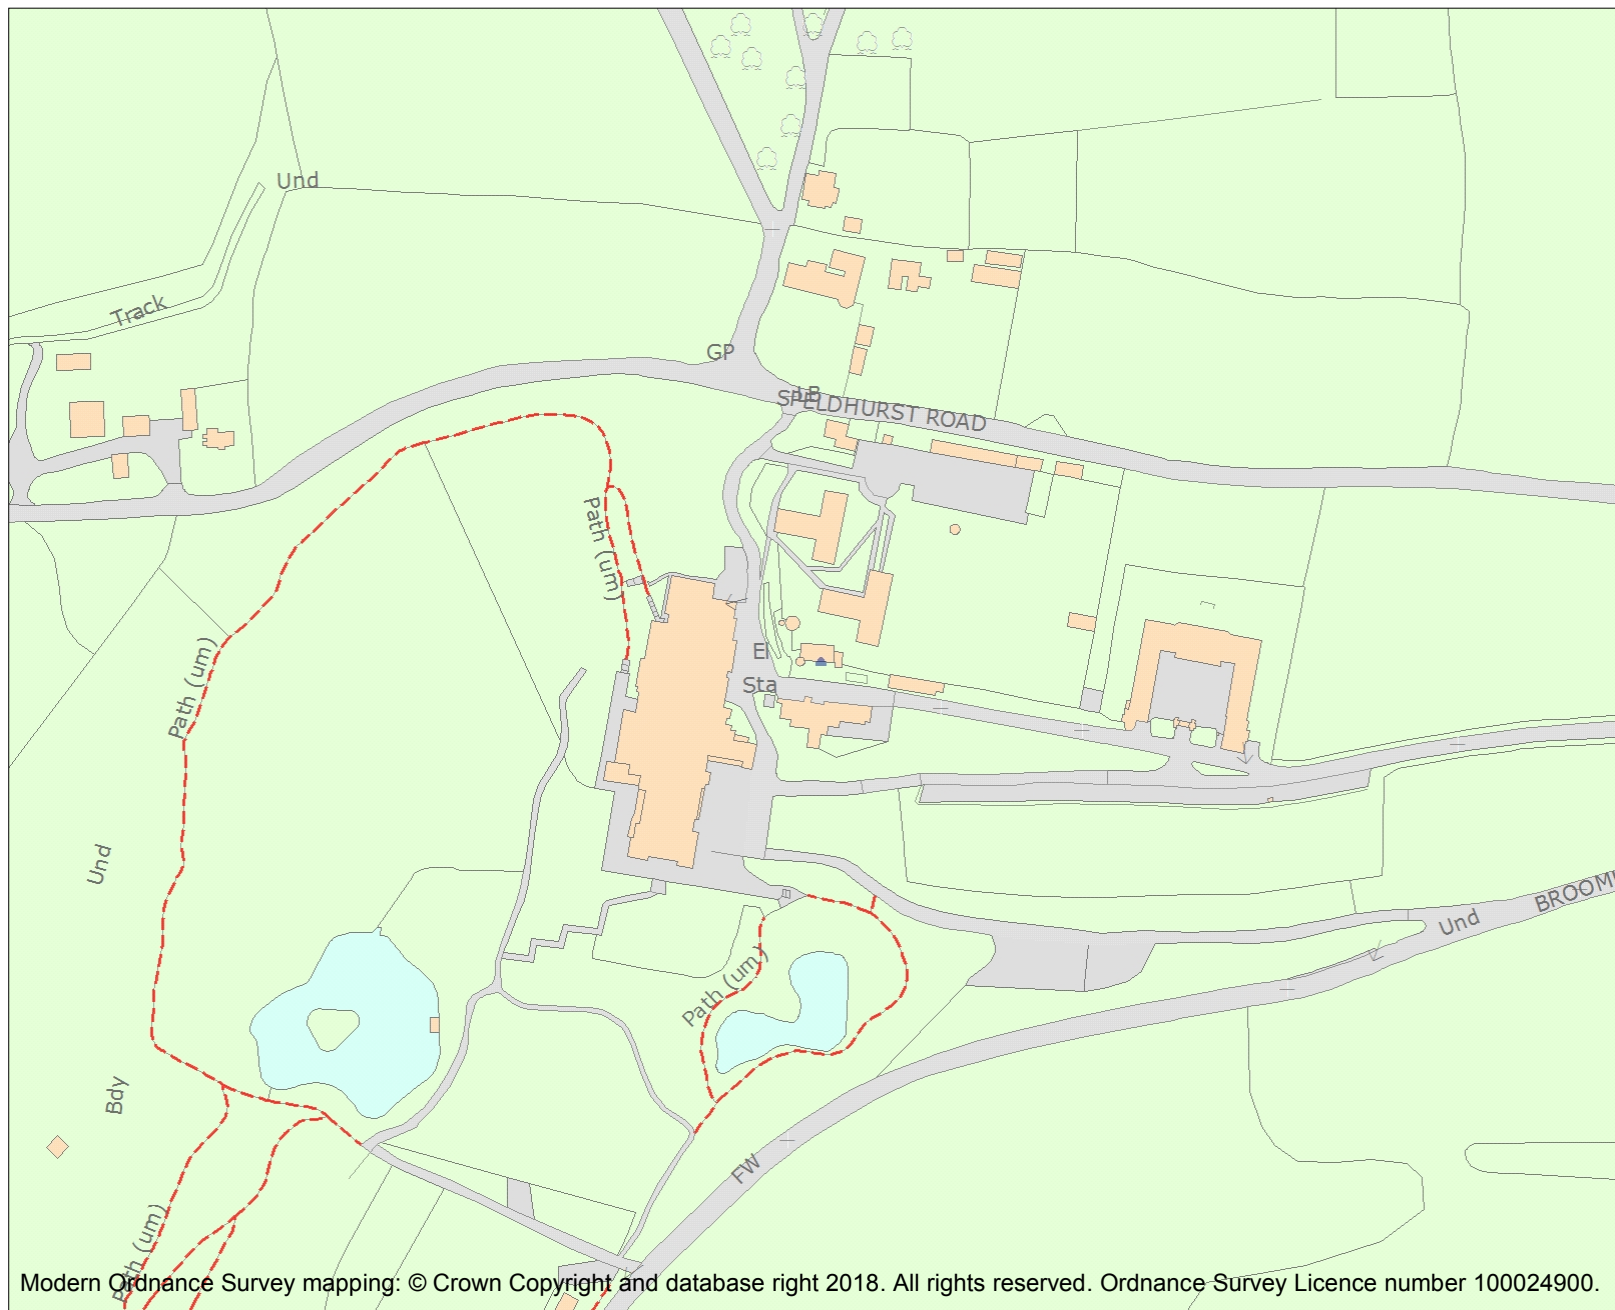 Und
Track
GP
LB
SPELDHURST ROAD
Path (um)
Path (um)
El
Sta
Und
BROOM
Und
Path (um)
Bdy
FW
Path (um)
Modern Ordnance Survey mapping: © Crown Copyright and database right 2018. All rights reserved. Ordnance Survey Licence number 100024900.